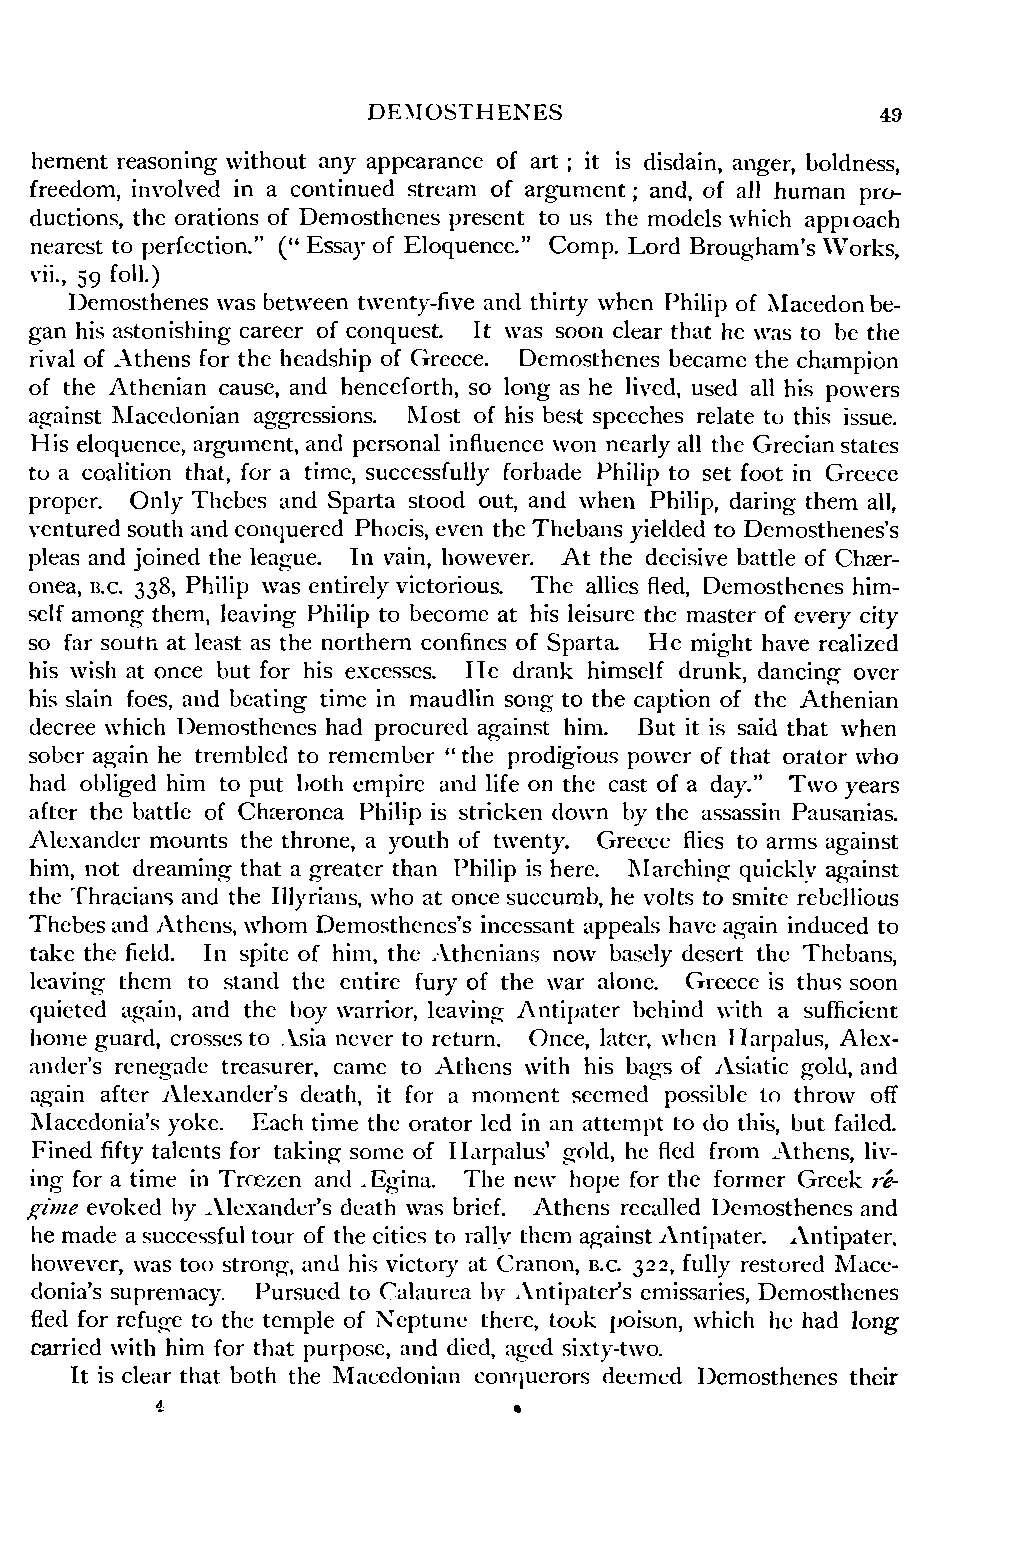 DEMOSTHENES 49
hement reasoning without any appearance of art ; it is disdain, anger, boldness,
freedom, involved in a continued stream of argument ; and, of all human pro-
ductions, the orations of Demosthenes present to us the models which approach
nearest to perfection." (" Essay of Eloquence." Comp. Lord Brougham's Works,
vii., 59 foll.)
Demosthenes was between twenty-five and thirty when Philip of Macedon be-
gan his astonishing career of conquest. It was soon clear that he was to be the
rival of Athens for the headship of Greece. Demosthenes became the champion
of the Athenian cause, and henceforth, so long as he lived, used all his powers
against Macedonian aggressions. Most of his best speeches relate to this issue.
His eloquence, argument, and personal influence won nearly all the Grecian states
to a coalition that, for a time, successfully forbade Philip to set foot in Greece
proper. Only Thebes and Sparta stood out, and when Philip, daring them all,
ventured south and conquered Phocis, even the Thebans yielded to Demosthenes's
pleas and joined the league. In vain, however. At the decisive battle of Chær-
onea, B.C. 338, Philip was entirely victorious. The allies fled, Demosthenes him-
self among them, leaving Philip to become at his leisure the master of every city
so far south at least as the northern confines of Sparta. He might have realized
his wish at once but for his excesses. He drank himself drunk, dancing over
his slain foes, and beating time in maudlin song to the caption of the Athenian
decree which Demosthenes had procured against him. But it is said that when
sober again he trembled to remember " the prodigious power of that orator who
had obliged him to put both empire and life on the cast of a day." Two years
after the battle of Chæronea Philip is stricken down by the assassin Pausanias.
Alexander mounts the throne, a youth of twenty. Greece flies to arms against
him, not dreaming that a greater than Philip is here. Marching quickly against
the Thracians and the Illyrians, who at once succumb, he volts to smite rebellious
Thebes and Athens, whom Demosthenes's incessant appeals have again induced to
take the field. In spite of him, the Athenians now basely desert the Thebans,
leaving them to stand the entire fury of the war alone. Greece is thus soon
quieted again, and the boy warrior, leaving Antipater behind with a sufficient
home guard, crosses to Asia never to return. Once, later, when Harpalus, Alex-
ander's renegade treasurer, came to Athens with his bags of Asiatic gold, and
again after Alexander's death, it for a moment seemed possible to throw off
Macedonia's yoke. Each time the orator led in an attempt to do this, but failed.
Fined fifty talents for taking some of Harpalus' gold, he fled from Athens, liv-
ing for a time in Trœzen and Ægina. The new hope for the former Greek ré-
gime evoked by Alexander's death was brief. Athens recalled Demosthenes and
he made a successful tour of the cities to rally them against Antipater. Antipater,
however, was too strong, and his victory at Cranon, B.C. 322, fully restored Mace-
donia's supremacy. Pursued to Calaurea by Antipater's emissaries, Demosthenes
fled for refuge to the temple of Neptune there, took poison, which he had long
carried with him for that purpose, and died, aged sixty-two.
It is clear that both the Macedonian conquerors deemed Demosthenes their
4